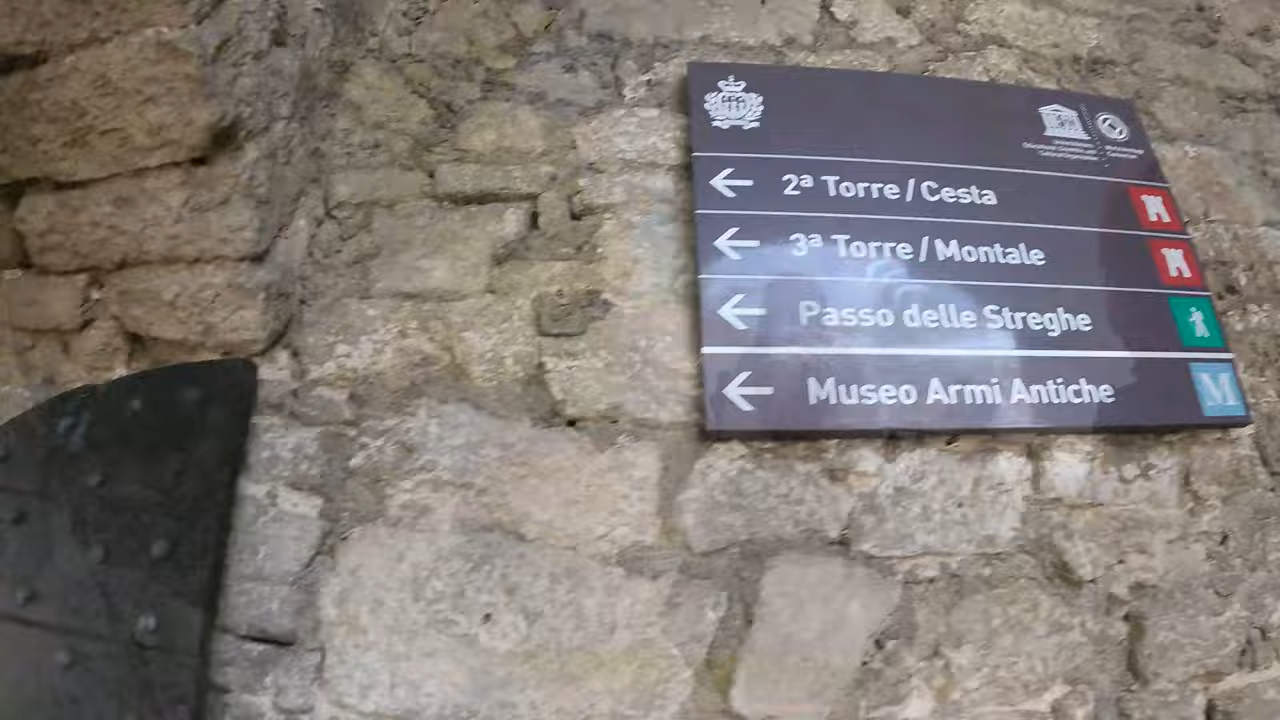 2ª Torre / Cesta
3ª Torre / Montale
Passo delle Streghe
Museo Armi Antiche
M